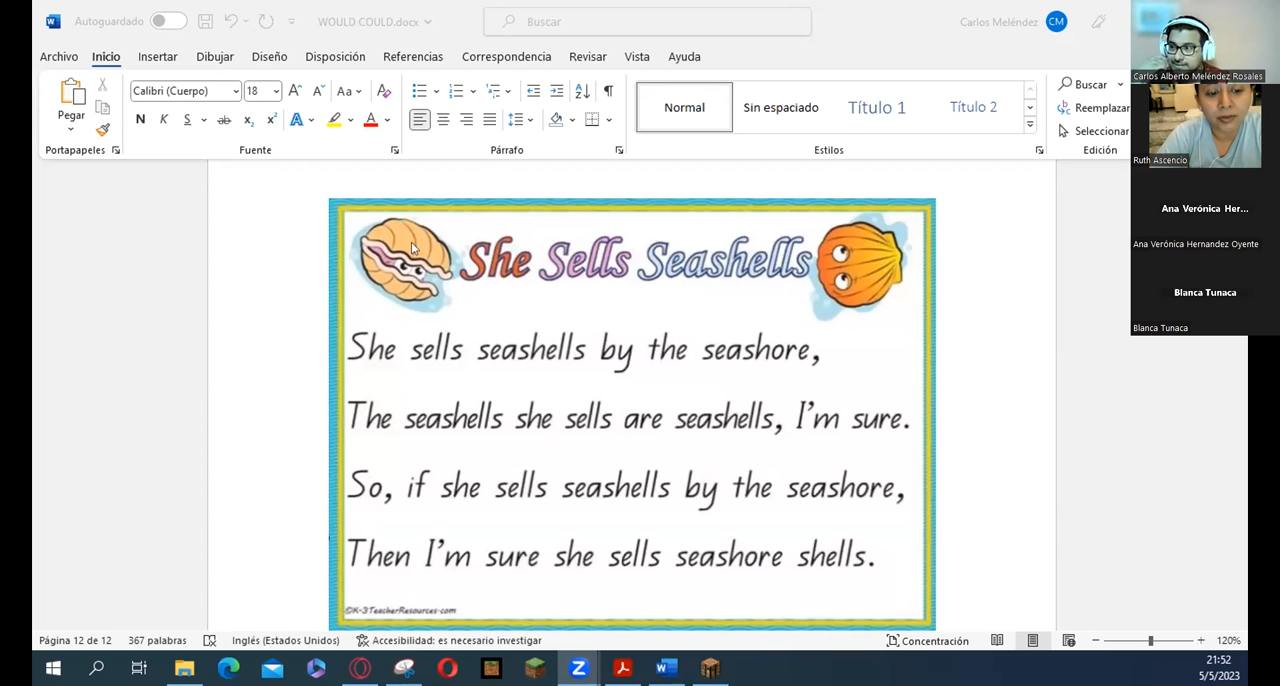 Autoguardado
WOULD COULD.docx
Buscar
Carlos Meléndez
CM
Archivo Inicio Insertar Dibujar Diseño Disposición Referencias Correspondencia Revisar Vista Ayuda
Pegar
Calibri (Cuerpo) 18
Normal
Sin espaciado
Título 1
Título 2
Buscar
Reemplazar
Seleccionar
Portapapeles Fuente Párrafo Estilos Edición
Carlos Alberto Meléndez Rosales
Ruth Ascencio
Ana Verónica Her...
Ana Verónica Hernandez Oyente
Blanca Tunaca
Blanca Tunaca
She Sells Seashells
She sells seashells by the seashore,
The seashells she sells are seashells, I'm sure.
So, if she sells seashells by the seashore,
Then I'm sure she sells seashore shells.
©K-3TeacherResources.com
Página 12 de 12 367 palabras Inglés (Estados Unidos) Accesibilidad: es necesario investigar Concentración 120%
21:52
5/5/2023